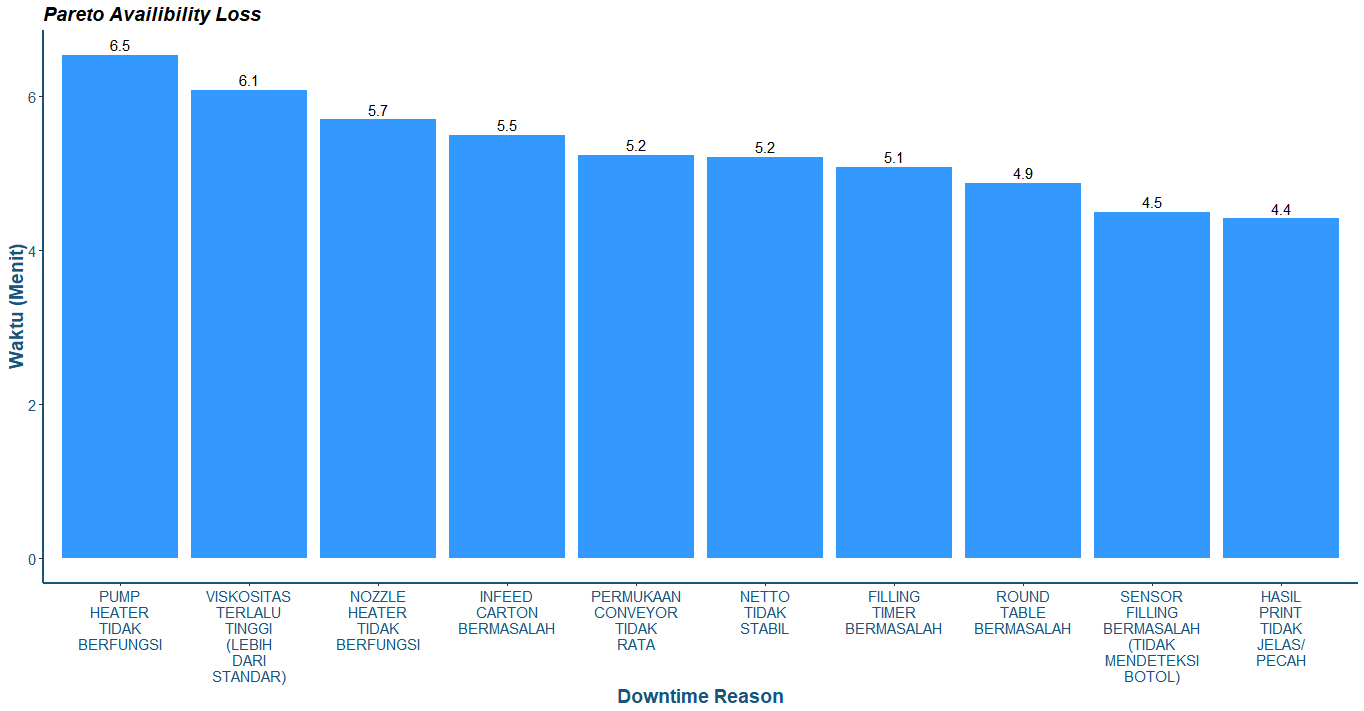 Pareto Availibility Loss
Waktu (Menit)
6
4
2
0
6.5
6.1
5.7
5.5
5.2
5.2
5.1
4.9
4.5
4.4
PUMP
HEATER
TIDAK
BERFUNGSI
VISKOSITAS
TERLALU
TINGGI
(LEBIH
DARI
STANDAR)
NOZZLE
HEATER
TIDAK
BERFUNGSI
INFEED
CARTON
BERMASALAH
PERMUKAAN
CONVEYOR
TIDAK
RATA
NETTO
TIDAK
STABIL
FILLING
TIMER
BERMASALAH
ROUND
TABLE
BERMASALAH
SENSOR
FILLING
BERMASALAH
(TIDAK
MENDETEKSI
BOTOL)
HASIL
PRINT
TIDAK
JELAS/
PECAH
Downtime Reason